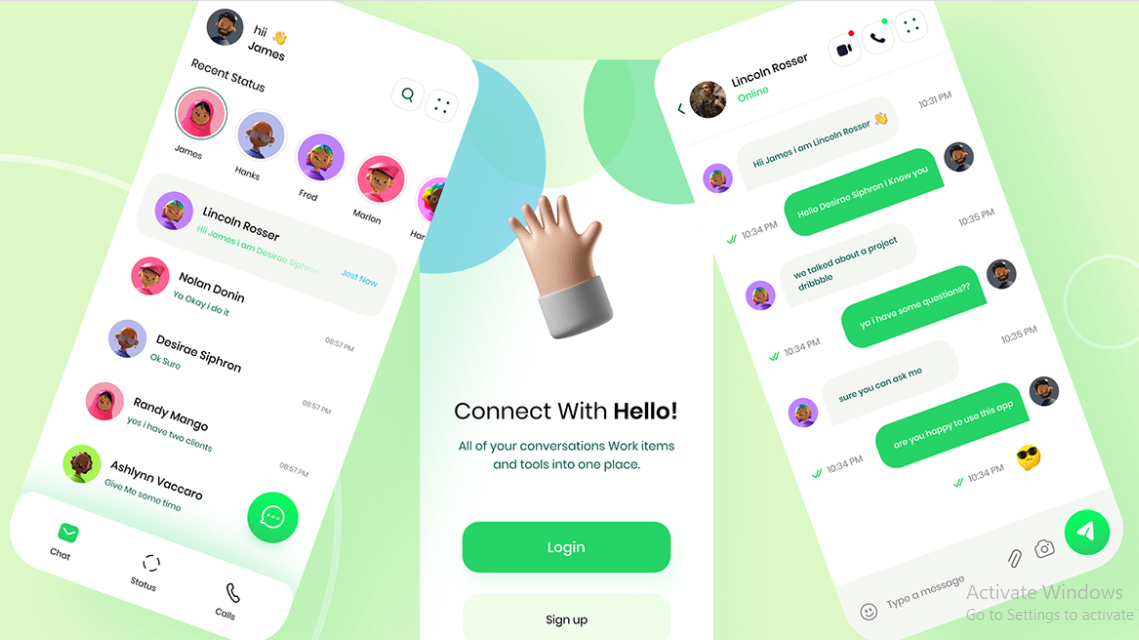 hii 👋
James
Recent Status
James
Hanks
Fred
Marlon
Har
Lincoln Rosser
Hii James i am Desirae Siphron
Jest Now
Nolan Donin
Ya Okay i do it
08:57 PM
Desirae Siphron
Ok Sure
08:57 PM
Randy Mango
yes i have two clients
08:57 PM
Ashlynn Vaccaro
Give Me some time
Chat
Status
Calls
Connect With Hello!
All of your conversations Work items
and tools into one place.
Login
Sign up
Lincoln Rosser
Online
10:31 PM
Hii James i am Lincoln Rosser 👋
Hello Desirae Siphron i Know you
10:34 PM
10:35 PM
we talked about a project
dribbble
ya i have some questions??
10:34 PM
10:35 PM
sure you can ask me
are you happy to use this app
10:34 PM
😎
10:34 PM
Type a message
Activate Windows
Go to Settings to activate